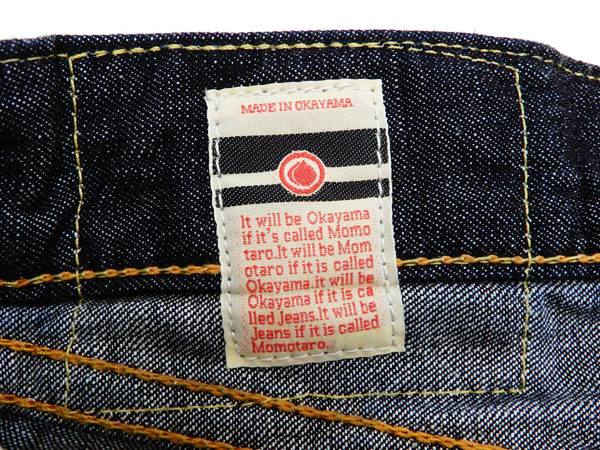 MADE IN OKAYAMA
It will be Okayama
if it's called Momo
taro.It will be Mom
otaro if it is called
Okayama.it will be
Okayama if it is ca
lled Jeans.It will be
Jeans if it is called
Momotaro.